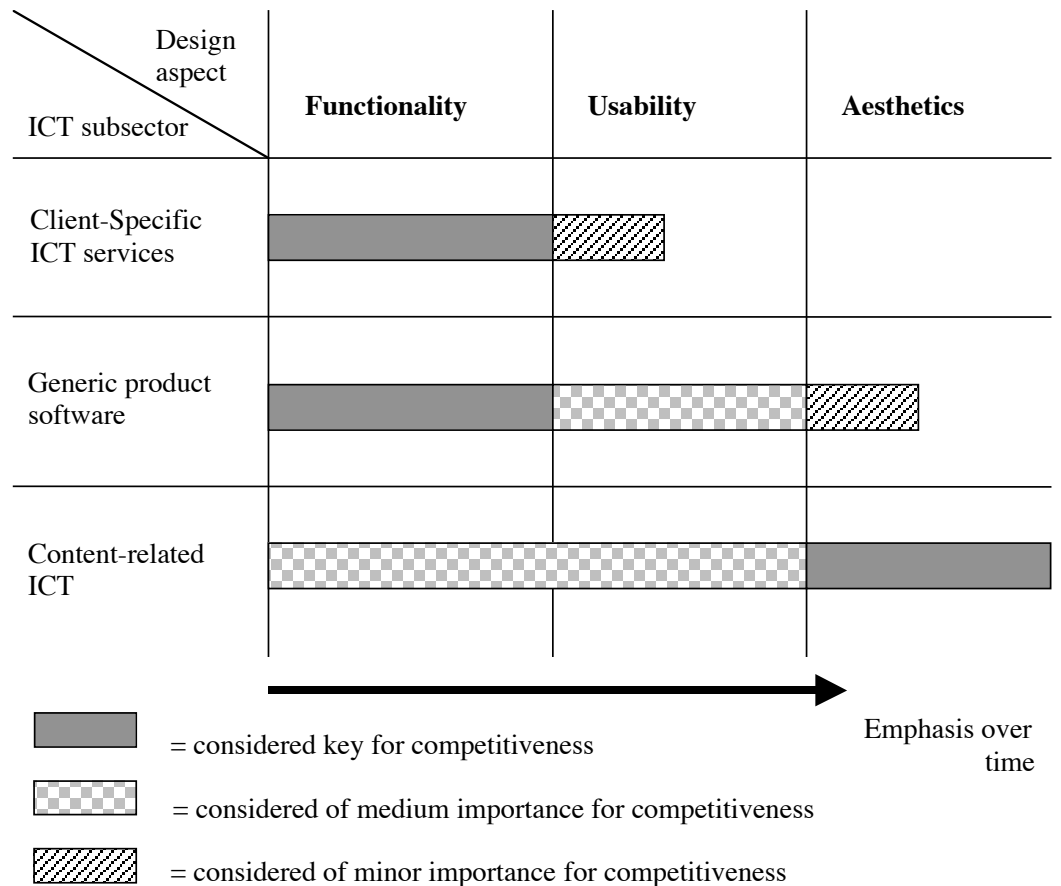 Design
aspect
ICT subsector
Functionality
Usability
Aesthetics
Client-Specific
ICT services
Generic product
software
Content-related
ICT
Emphasis over
time
= considered key for competitiveness
= considered of medium importance for competitiveness
= considered of minor importance for competitiveness